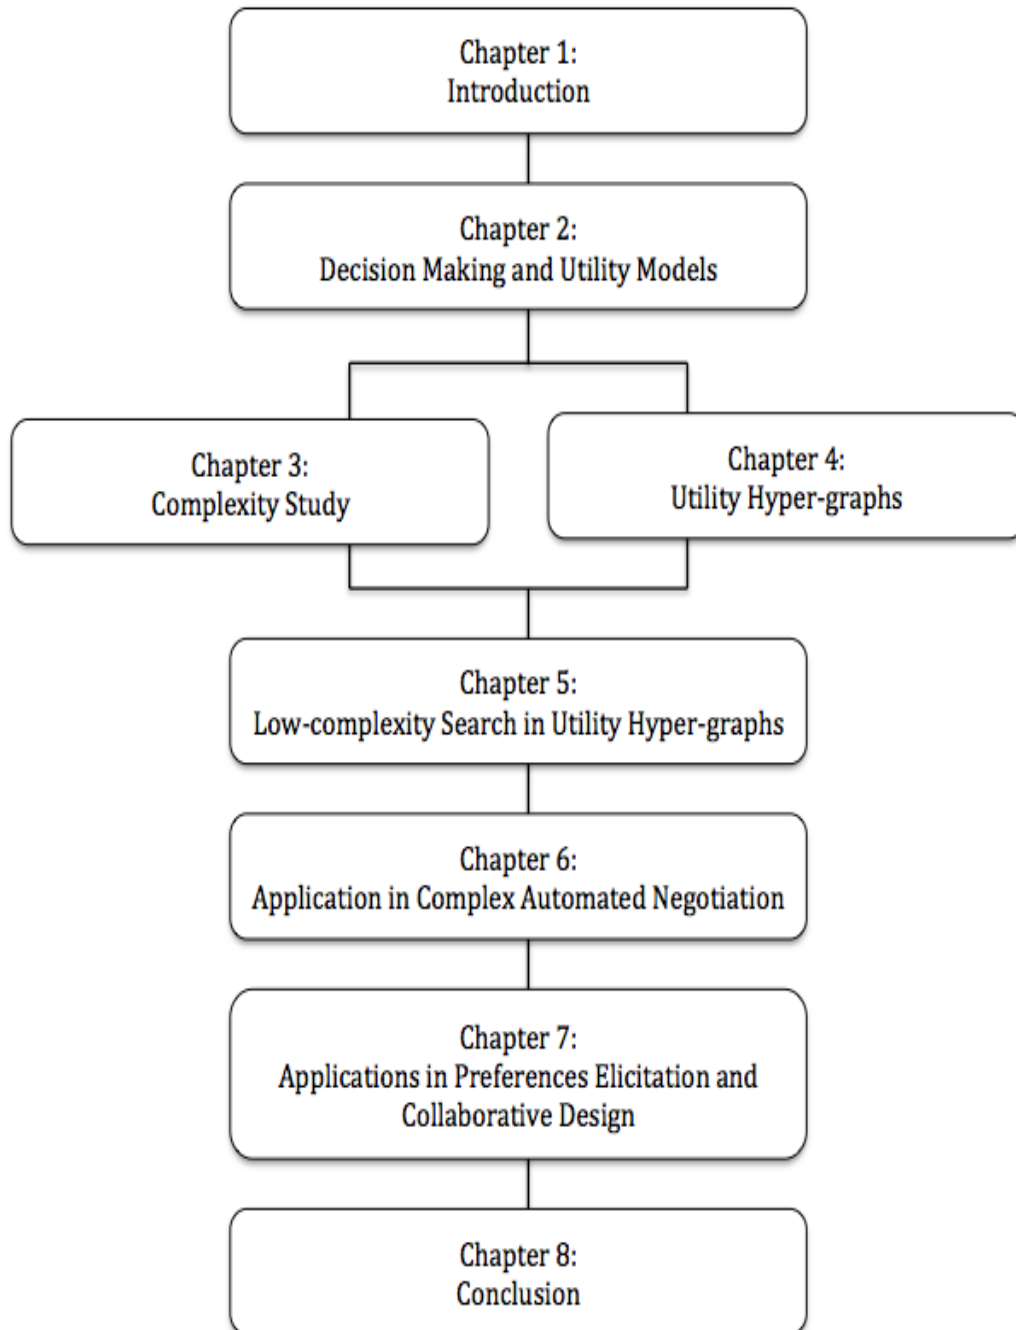 Chapter 1:
Introduction
Chapter 2:
Decision Making and Utility Models
Chapter 3:
Complexity Study
Chapter 4:
Utility Hyper-graphs
Chapter 5:
Low-complexity Search in Utility Hyper-graphs
Chapter 6:
Application in Complex Automated Negotiation
Chapter 7:
Applications in Preferences Elicitation and
Collaborative Design
Chapter 8:
Conclusion